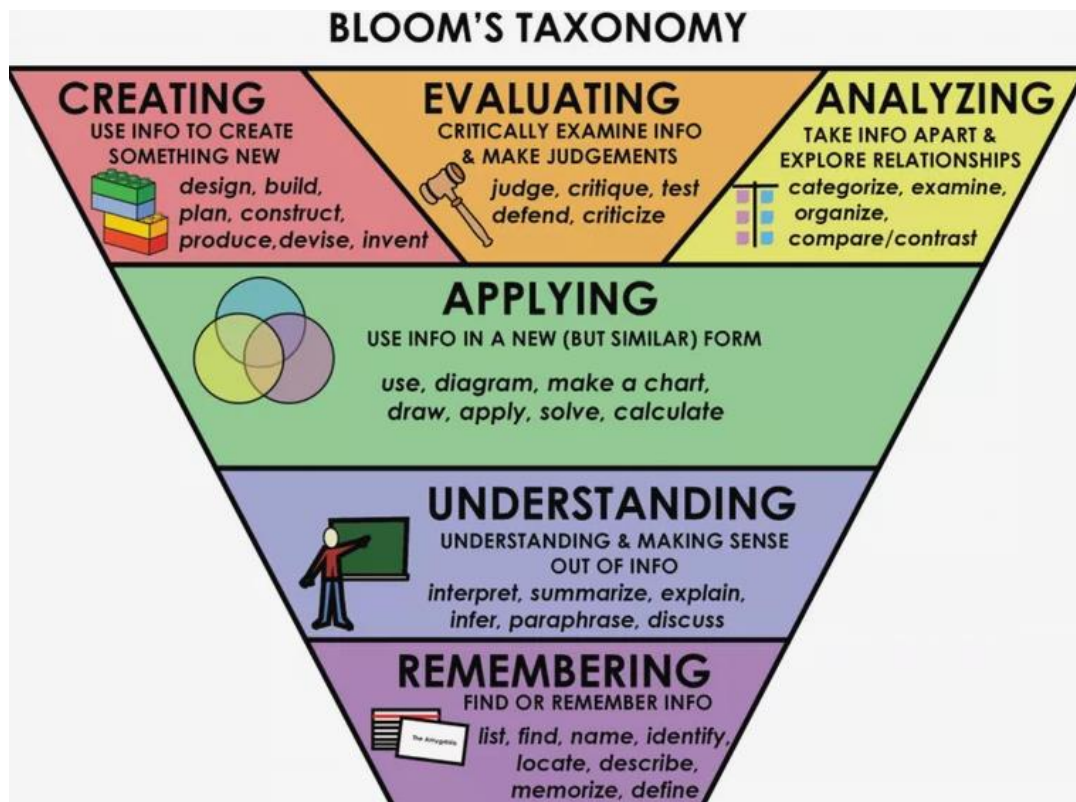 BLOOM'S TAXONOMY
CREATING
USE INFO TO CREATE
SOMETHING NEW
design, build,
plan, construct,
produce,devise, invent
EVALUATING
CRITICALLY EXAMINE INFO
& MAKE JUDGEMENTS
judge, critique, test
defend, criticize
ANALYZING
TAKE INFO APART &
EXPLORE RELATIONSHIPS
categorize, examine,
organize,
compare/contrast
APPLYING
USE INFO IN A NEW (BUT SIMILAR) FORM
use, diagram, make a chart,
draw, apply, solve, calculate
UNDERSTANDING
UNDERSTANDING & MAKING SENSE
OUT OF INFO
interpret, summarize, explain,
infer, paraphrase, discuss
REMEMBERING
FIND OR REMEMBER INFO
The Amygdala
list, find, name, identify,
locate, describe,
memorize, define